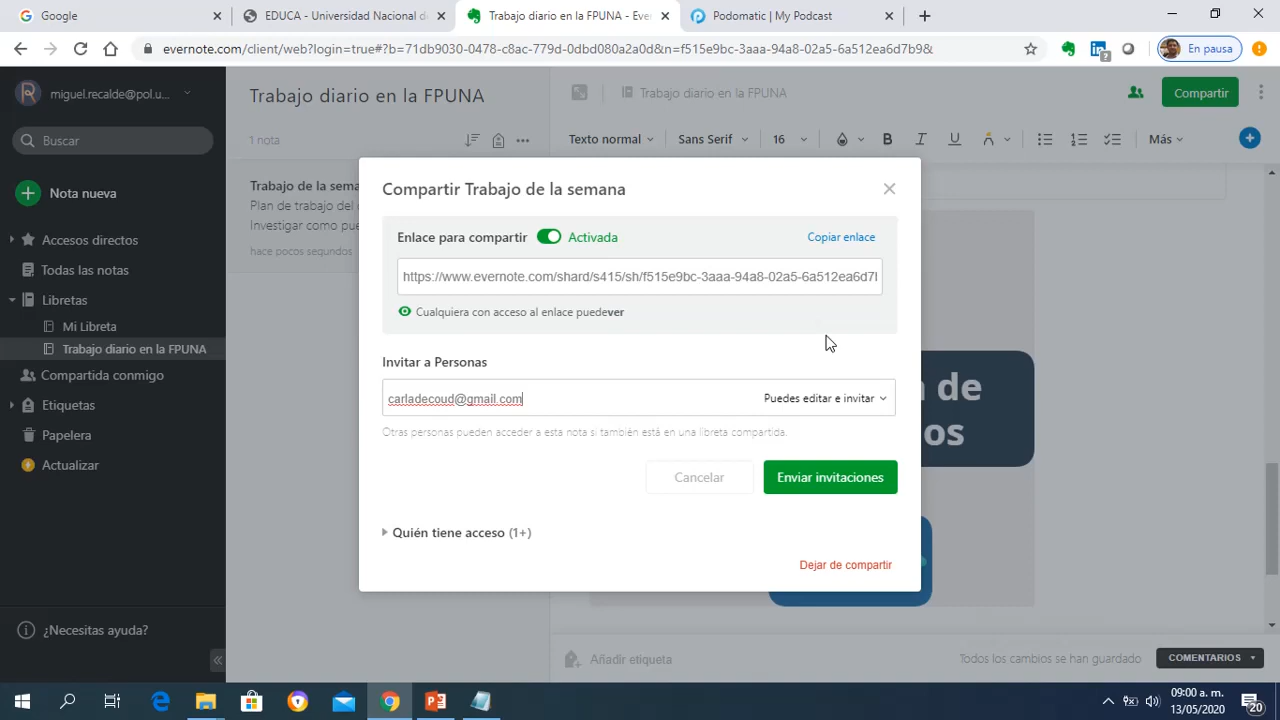 Google
EDUCA - Universidad Nacional de
Trabajo diario en la FPUNA - Ever
Podomatic | My Podcast
evernote.com/client/web?login=true#?b=71db9030-0478-c8ac-779d-0dbd080a2a0d&n=f515e9bc-3aaa-94a8-02a5-6a512ea6d7b9&
En pausa
miguel.recalde@pol.u...
Buscar
Nota nueva
Accesos directos
Todas las notas
Libretas
Mi Libreta
Trabajo diario en la FPUNA
Compartida conmigo
Etiquetas
Papelera
Actualizar
¿Necesitas ayuda?
Trabajo diario en la FPUNA
1 nota
Trabajo de la sema
Plan de trabajo del
Investigar como pue
hace pocos segundos
Trabajo diario en la FPUNA
Compartir
Texto normal
Sans Serif
16
B
I
U
Más
Compartir Trabajo de la semana
Enlace para compartir
Activada
Copiar enlace
https://www.evernote.com/shard/s415/sh/f515e9bc-3aaa-94a8-02a5-6a512ea6d7l
Cualquiera con acceso al enlace puedever
Invitar a Personas
carladecoud@gmail.com
Puedes editar e invitar
Otras personas pueden acceder a esta nota si también está en una libreta compartida.
Cancelar
Enviar invitaciones
Quién tiene acceso (1+)
Dejar de compartir
de
os
Añadir etiqueta
Todos los cambios se han guardado
COMENTARIOS
09:00 a. m.
13/05/2020
20